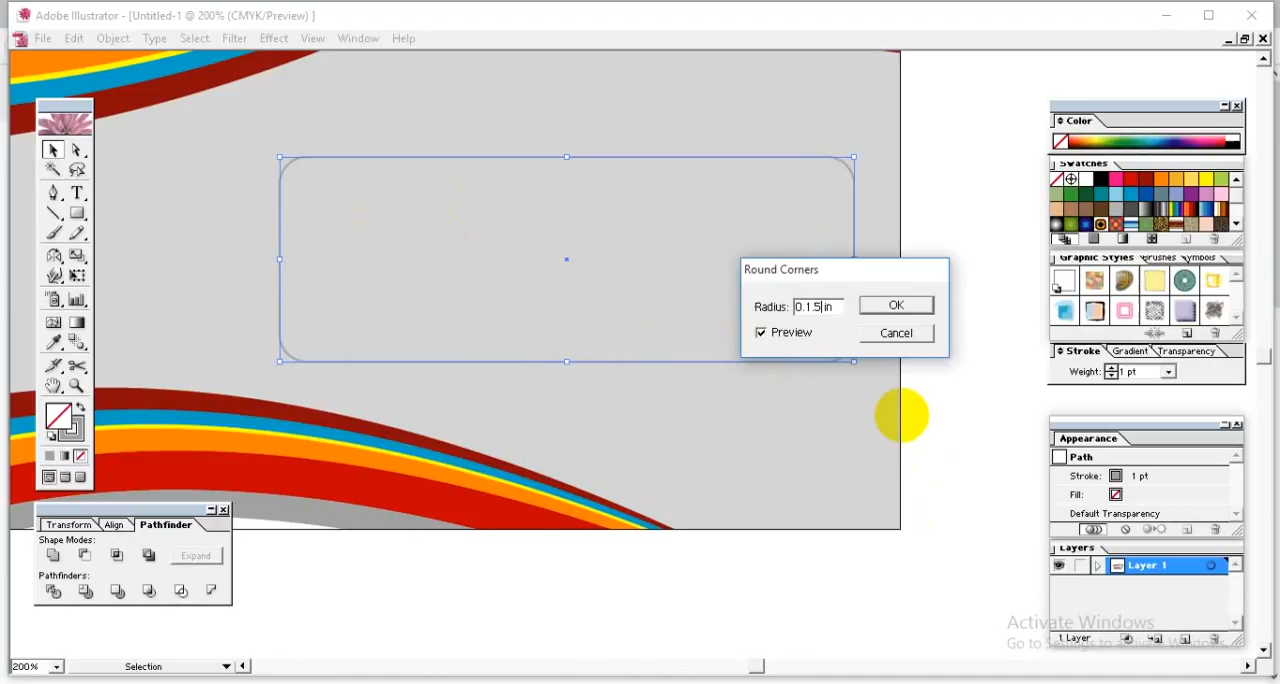 Adobe Illustrator - [Untitled-1 @ 200% (CMYK/Preview) ]
File Edit Object Type Select Filter Effect View Window Help
Color
Swatches
Graphic Styles Brushes Symbols
Round Corners
Radius: 0.1.5in OK
Preview Cancel
Stroke Gradient Transparency
Weight: 1 pt
Appearance
Path
Stroke: 1 pt
Fill:
Default Transparency
Transform Align Pathfinder
Shape Modes:
Expand
Pathfinders:
Layers
Layer 1
1 Layer
Activate Windows
Go to Settings to activate Windows.
200% Selection